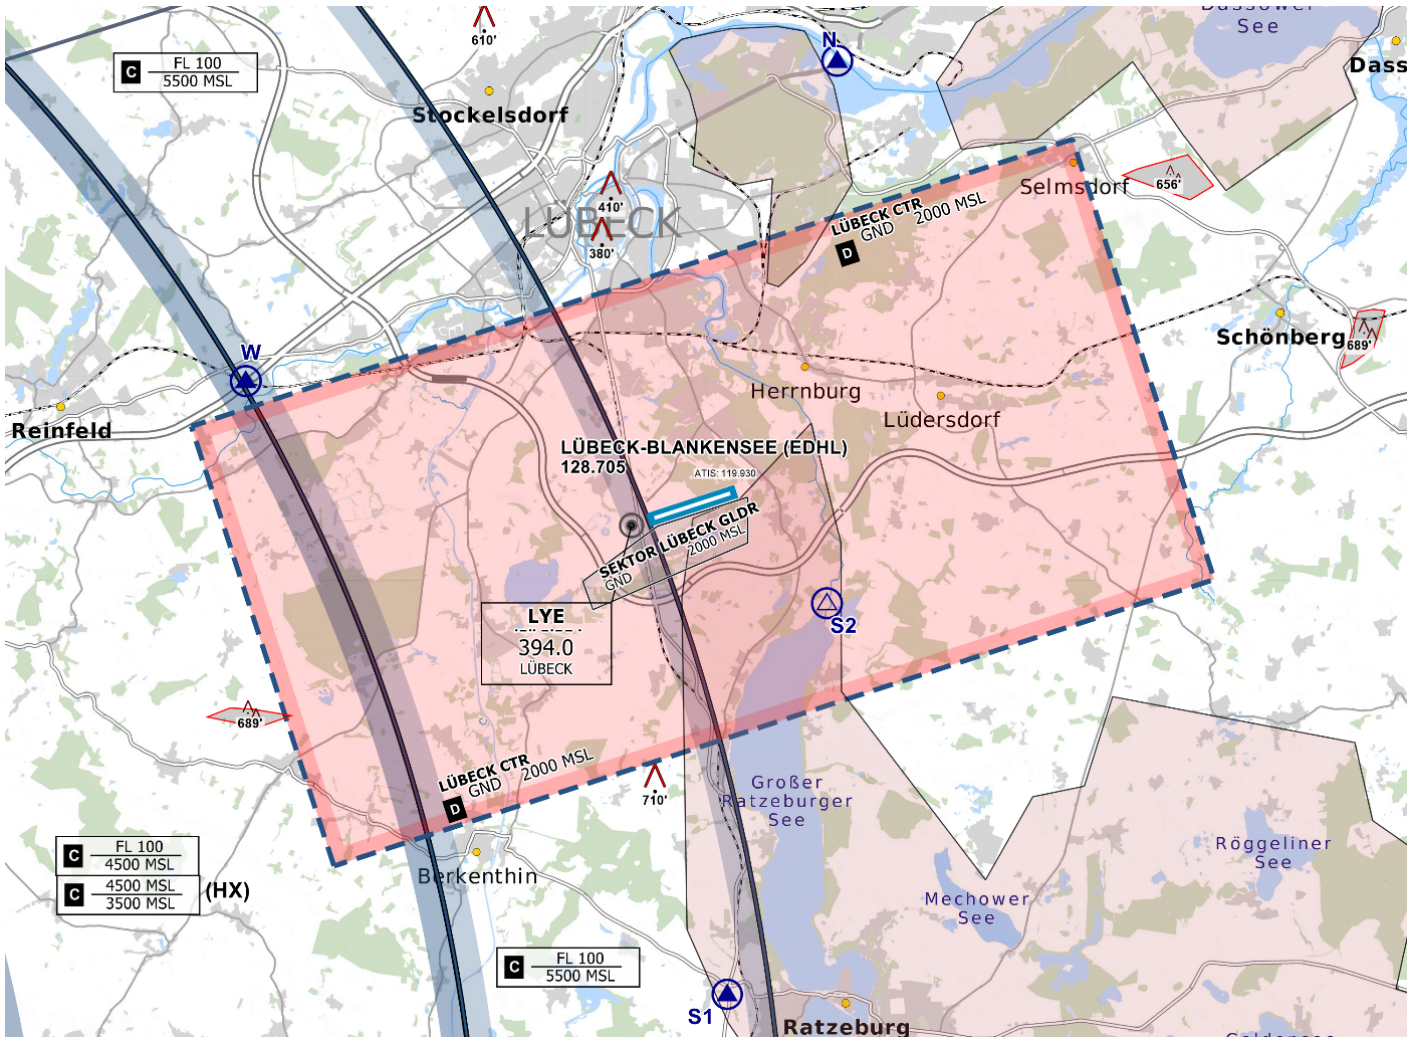 610'
N
Dassower
See
Dass
C
FL 100
5500 MSL
Stockelsdorf
Selmsdorf
656'
410'
LÜBECK
380'
LÜBECK CTR
GND 2000 MSL
D
W
Schönberg
689'
Reinfeld
Herrnburg
Lüdersdorf
LÜBECK-BLANKENSEE (EDHL)
128.705
ATIS: 119.930
SEKTOR LÜBECK GLDR
GND 2000 MSL
LYE
394.0
LÜBECK
S2
689'
LÜBECK CTR
GND 2000 MSL
D
710'
Großer
Ratzeburger
See
C
FL 100
4500 MSL
C
4500 MSL
3500 MSL
(HX)
Berkenthin
Röggeliner
See
Mechower
See
C
FL 100
5500 MSL
S1
Ratzeburg